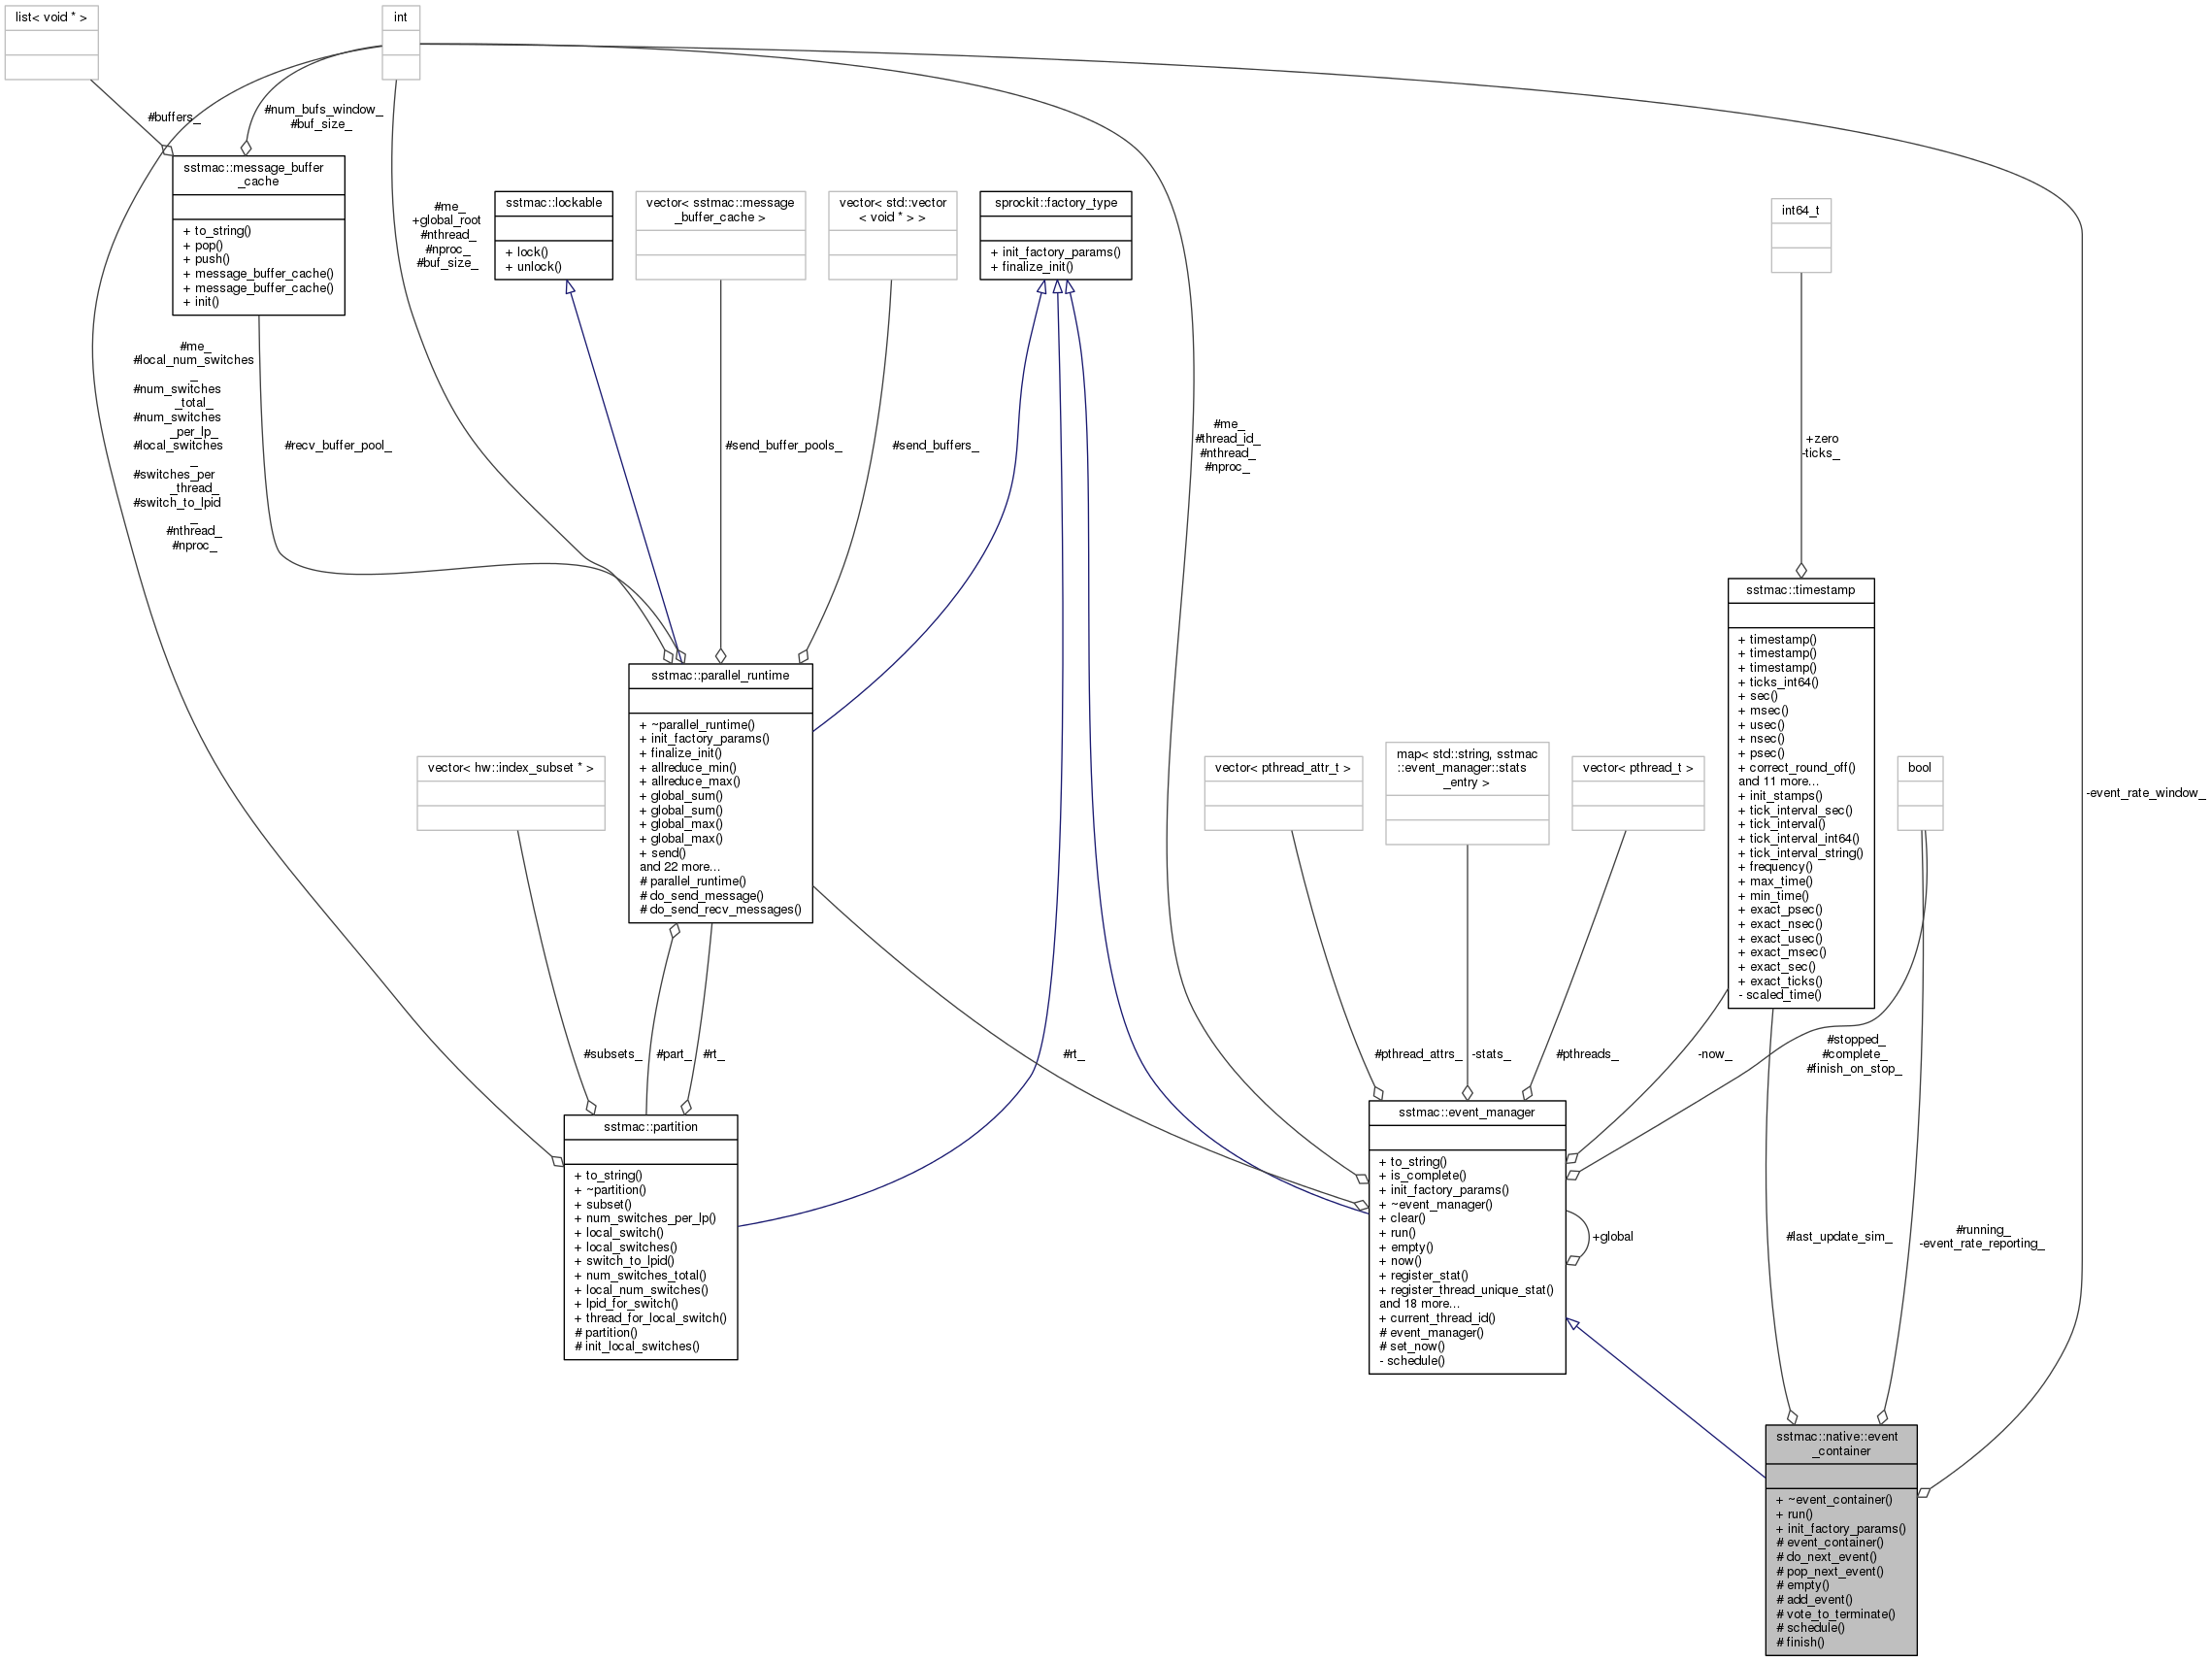 list< void * >
int
#buffers_
#num_bufs_window_
#buf_size_
sstmac::message_buffer
_cache
+ to_string()
+ pop()
+ push()
+ message_buffer_cache()
+ message_buffer_cache()
+ init()
#me_
+global_root
#nthread_
#nproc_
#buf_size_
sstmac::lockable
+ lock()
+ unlock()
vector< sstmac::message
_buffer_cache >
vector< std::vector
< void * > >
sprockit::factory_type
+ init_factory_params()
+ finalize_init()
int64_t
#me_
#local_num_switches
_
#num_switches
_total_
#num_switches
_per_lp_
#local_switches
_
#switches_per
_thread_
#switch_to_lpid
_
#nthread_
#nproc_
#recv_buffer_pool_
#send_buffer_pools_
#send_buffers_
#me_
#thread_id_
#nthread_
#nproc_
+zero
-ticks_
sstmac::parallel_runtime
+ ~parallel_runtime()
+ init_factory_params()
+ finalize_init()
+ allreduce_min()
+ allreduce_max()
+ global_sum()
+ global_sum()
+ global_max()
+ global_max()
+ send()
and 22 more...
# parallel_runtime()
# do_send_message()
# do_send_recv_messages()
sstmac::timestamp
+ timestamp()
+ timestamp()
+ timestamp()
+ ticks_int64()
+ sec()
+ msec()
+ usec()
+ nsec()
+ psec()
+ correct_round_off()
and 11 more...
+ init_stamps()
+ tick_interval_sec()
+ tick_interval()
+ tick_interval_int64()
+ tick_interval_string()
+ frequency()
+ max_time()
+ min_time()
+ exact_psec()
+ exact_nsec()
+ exact_usec()
+ exact_msec()
+ exact_sec()
+ exact_ticks()
- scaled_time()
vector< hw::index_subset * >
vector< pthread_attr_t >
map< std::string, sstmac
::event_manager::stats
_entry >
vector< pthread_t >
bool
-event_rate_window_
#subsets_
#part_
#rt_
#rt_
#pthread_attrs_
-stats_
#pthreads_
-now_
#stopped_
#complete_
#finish_on_stop_
sstmac::partition
+ to_string()
+ ~partition()
+ subset()
+ num_switches_per_lp()
+ local_switch()
+ local_switches()
+ switch_to_lpid()
+ num_switches_total()
+ local_num_switches()
+ lpid_for_switch()
+ thread_for_local_switch()
# partition()
# init_local_switches()
sstmac::event_manager
+ to_string()
+ is_complete()
+ init_factory_params()
+ ~event_manager()
+ clear()
+ run()
+ empty()
+ now()
+ register_stat()
+ register_thread_unique_stat()
and 18 more...
+ current_thread_id()
# event_manager()
# set_now()
- schedule()
+global
#last_update_sim_
#running_
-event_rate_reporting_
sstmac::native::event
_container
+ ~event_container()
+ run()
+ init_factory_params()
# event_container()
# do_next_event()
# pop_next_event()
# empty()
# add_event()
# vote_to_terminate()
# schedule()
# finish()